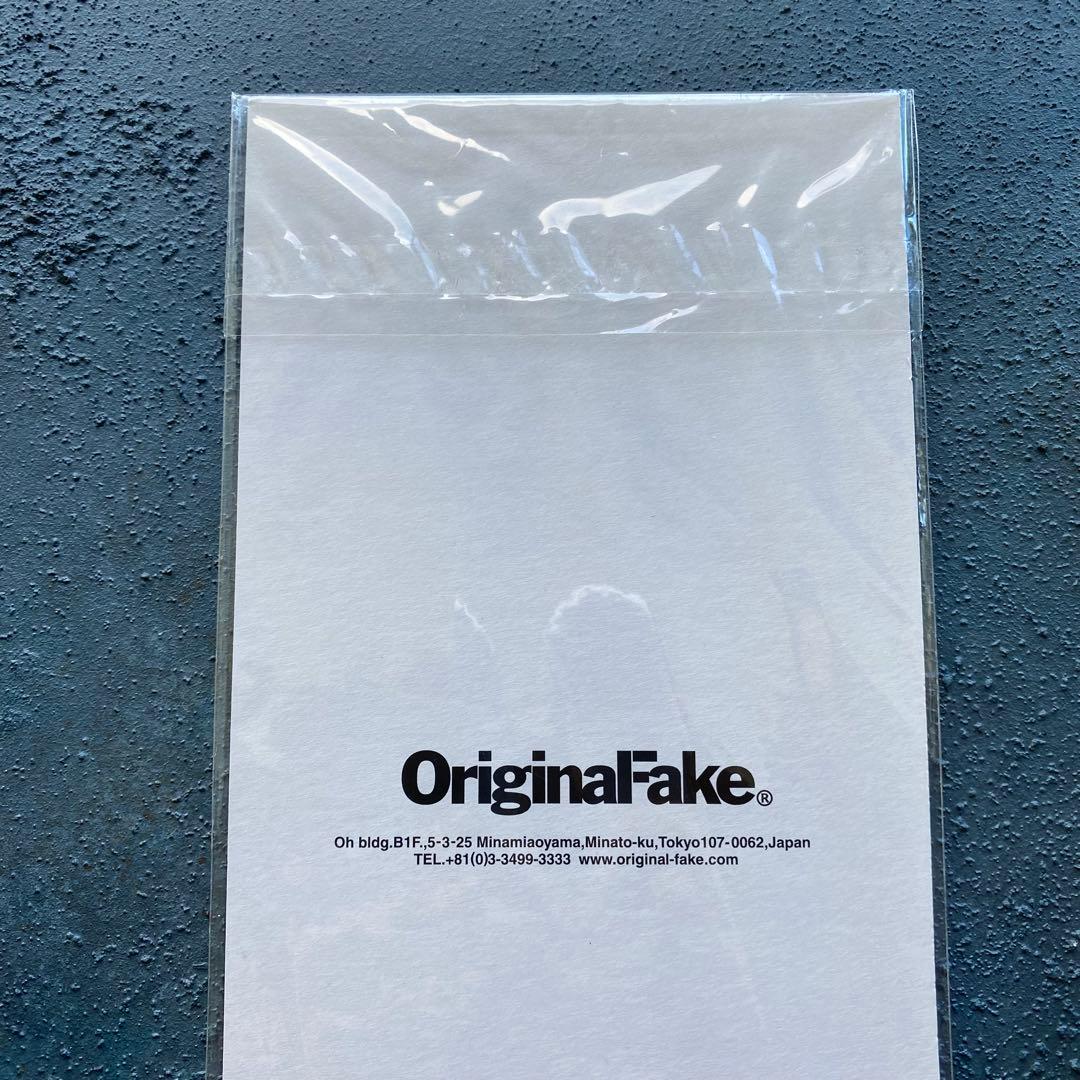 OriginalFake®
Oh bldg.B1F.,5-3-25 Minamiaoyama,Minato-ku,Tokyo107-0062,Japan
TEL.+81(0)3-3499-3333 www.original-fake.com